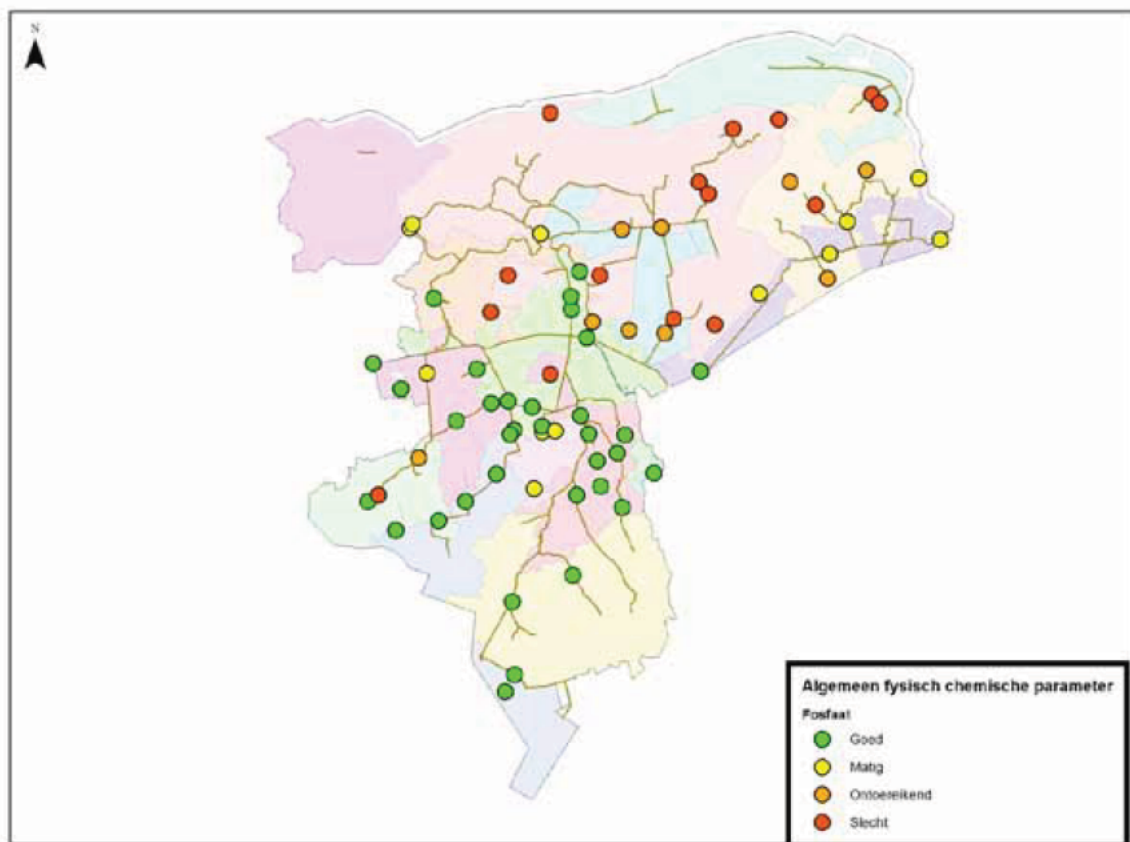 N
Algemeen fysisch chemische parameter
Fosfaat
Goed
Matig
Ontoereikend
Slecht